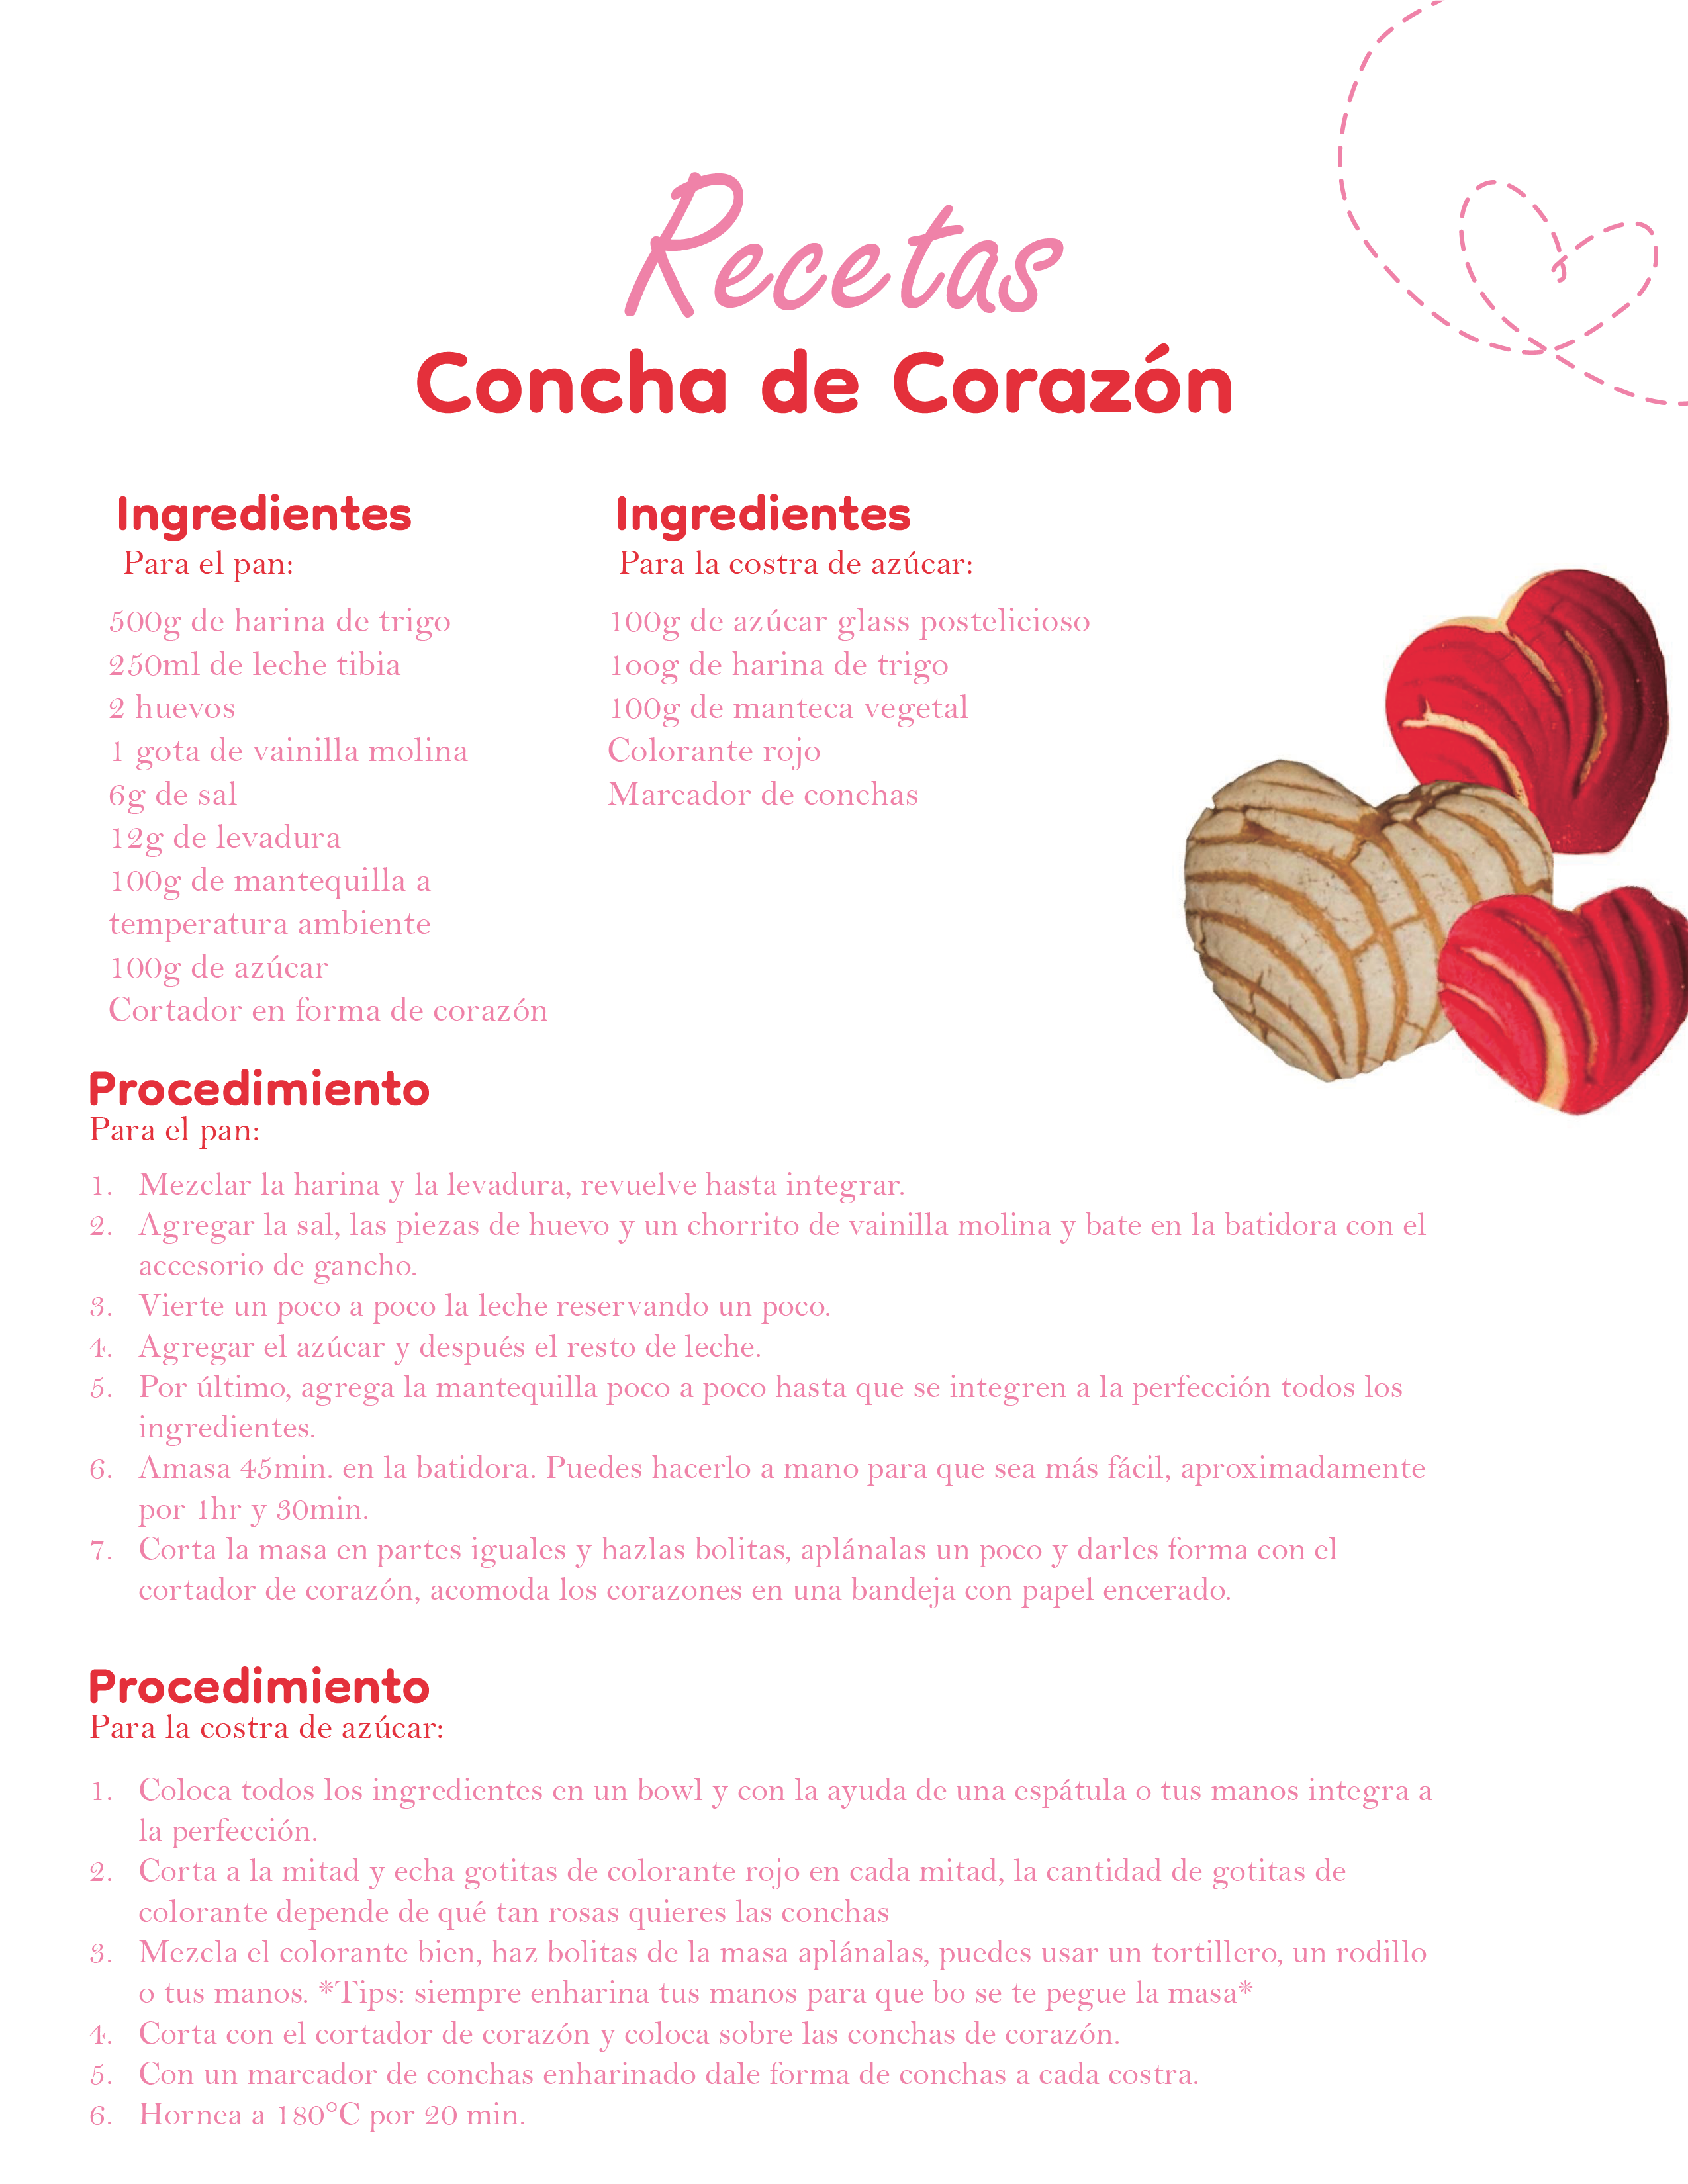 Recetas
Concha de Corazón
Ingredientes
Para el pan:
500g de harina de trigo
250ml de leche tibia
2 huevos
1 gota de vainilla molina
6g de sal
12g de levadura
100g de mantequilla a
temperatura ambiente
100g de azúcar
Cortador en forma de corazón
Ingredientes
Para la costra de azúcar:
100g de azúcar glass postelicioso
1oog de harina de trigo
100g de manteca vegetal
Colorante rojo
Marcador de conchas
Procedimiento
Para el pan:
1. Mezclar la harina y la levadura, revuelve hasta integrar.
2. Agregar la sal, las piezas de huevo y un chorrito de vainilla molina y bate en la batidora con el
accesorio de gancho.
3. Vierte un poco a poco la leche reservando un poco.
4. Agregar el azúcar y después el resto de leche.
5. Por último, agrega la mantequilla poco a poco hasta que se integren a la perfección todos los
ingredientes.
6. Amasa 45min. en la batidora. Puedes hacerlo a mano para que sea más fácil, aproximadamente
por 1hr y 30min.
7. Corta la masa en partes iguales y hazlas bolitas, aplánalas un poco y darles forma con el
cortador de corazón, acomoda los corazones en una bandeja con papel encerado.
Procedimiento
Para la costra de azúcar:
1. Coloca todos los ingredientes en un bowl y con la ayuda de una espátula o tus manos integra a
la perfección.
2. Corta a la mitad y echa gotitas de colorante rojo en cada mitad, la cantidad de gotitas de
colorante depende de qué tan rosas quieres las conchas
3. Mezcla el colorante bien, haz bolitas de la masa aplánalas, puedes usar un tortillero, un rodillo
o tus manos. *Tips: siempre enharina tus manos para que bo se te pegue la masa*
4. Corta con el cortador de corazón y coloca sobre las conchas de corazón.
5. Con un marcador de conchas enharinado dale forma de conchas a cada costra.
6. Hornea a 180°C por 20 min.